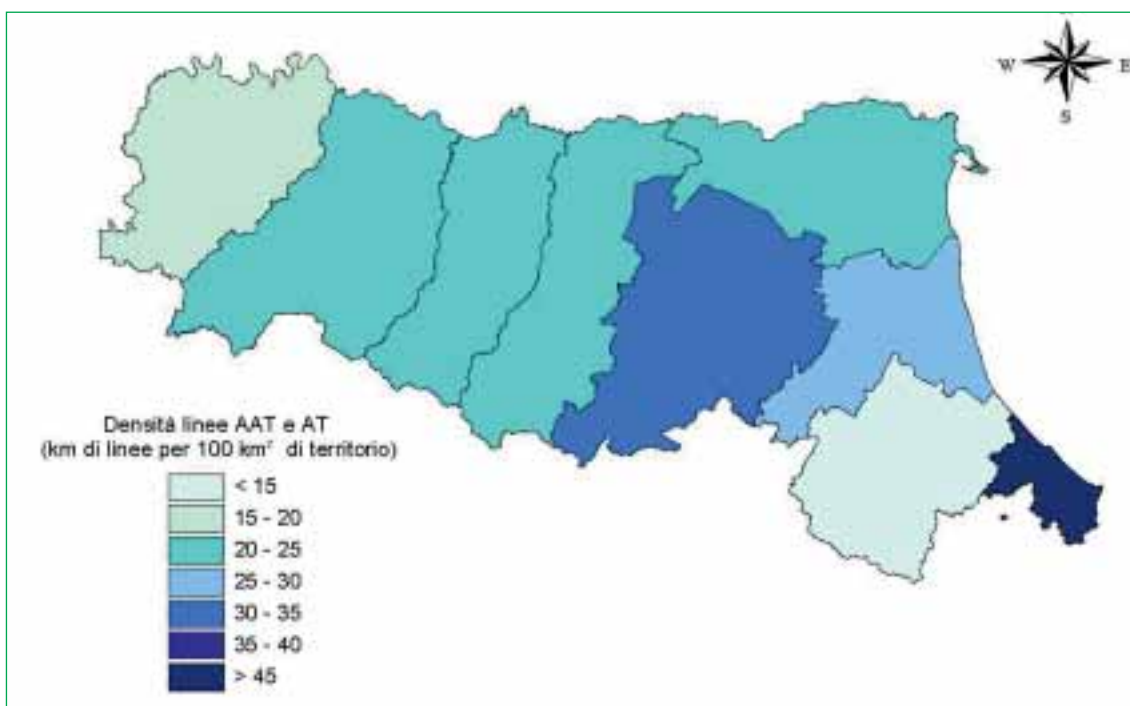 W E
S
Densità linee AAT e AT
(km di linee per 100 km² di territorio)
< 15
15 - 20
20 - 25
25 - 30
30 - 35
35 - 40
> 45